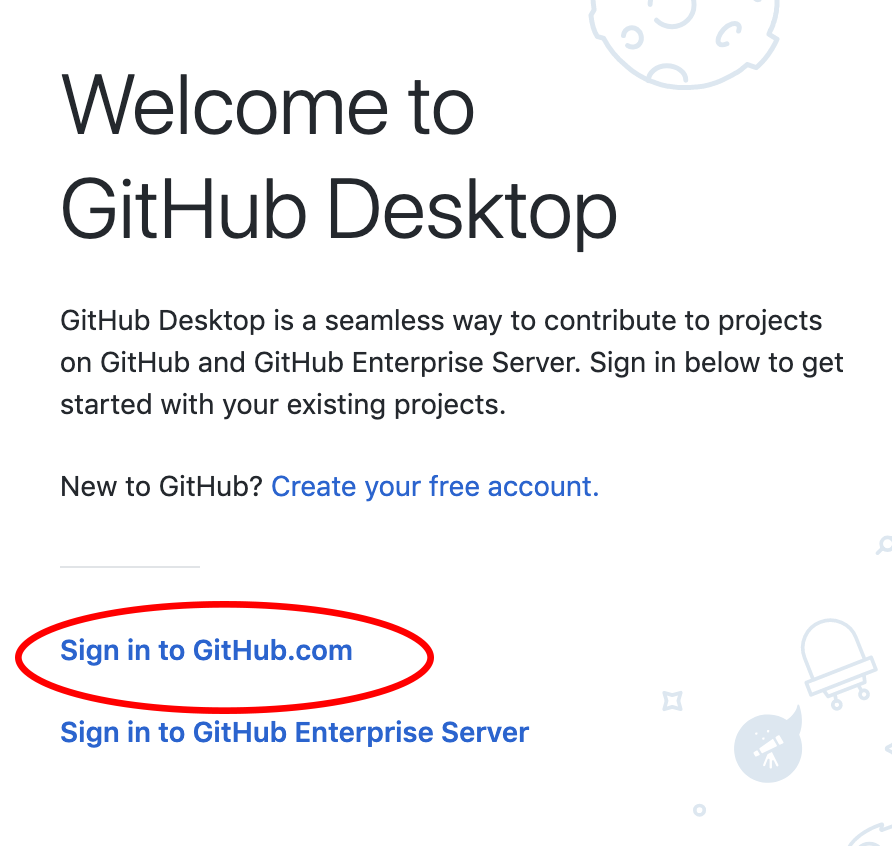 Welcome to
GitHub Desktop
GitHub Desktop is a seamless way to contribute to projects
on GitHub and GitHub Enterprise Server. Sign in below to get
started with your existing projects.
New to GitHub? Create your free account.
Sign in to GitHub.com
Sign in to GitHub Enterprise Server